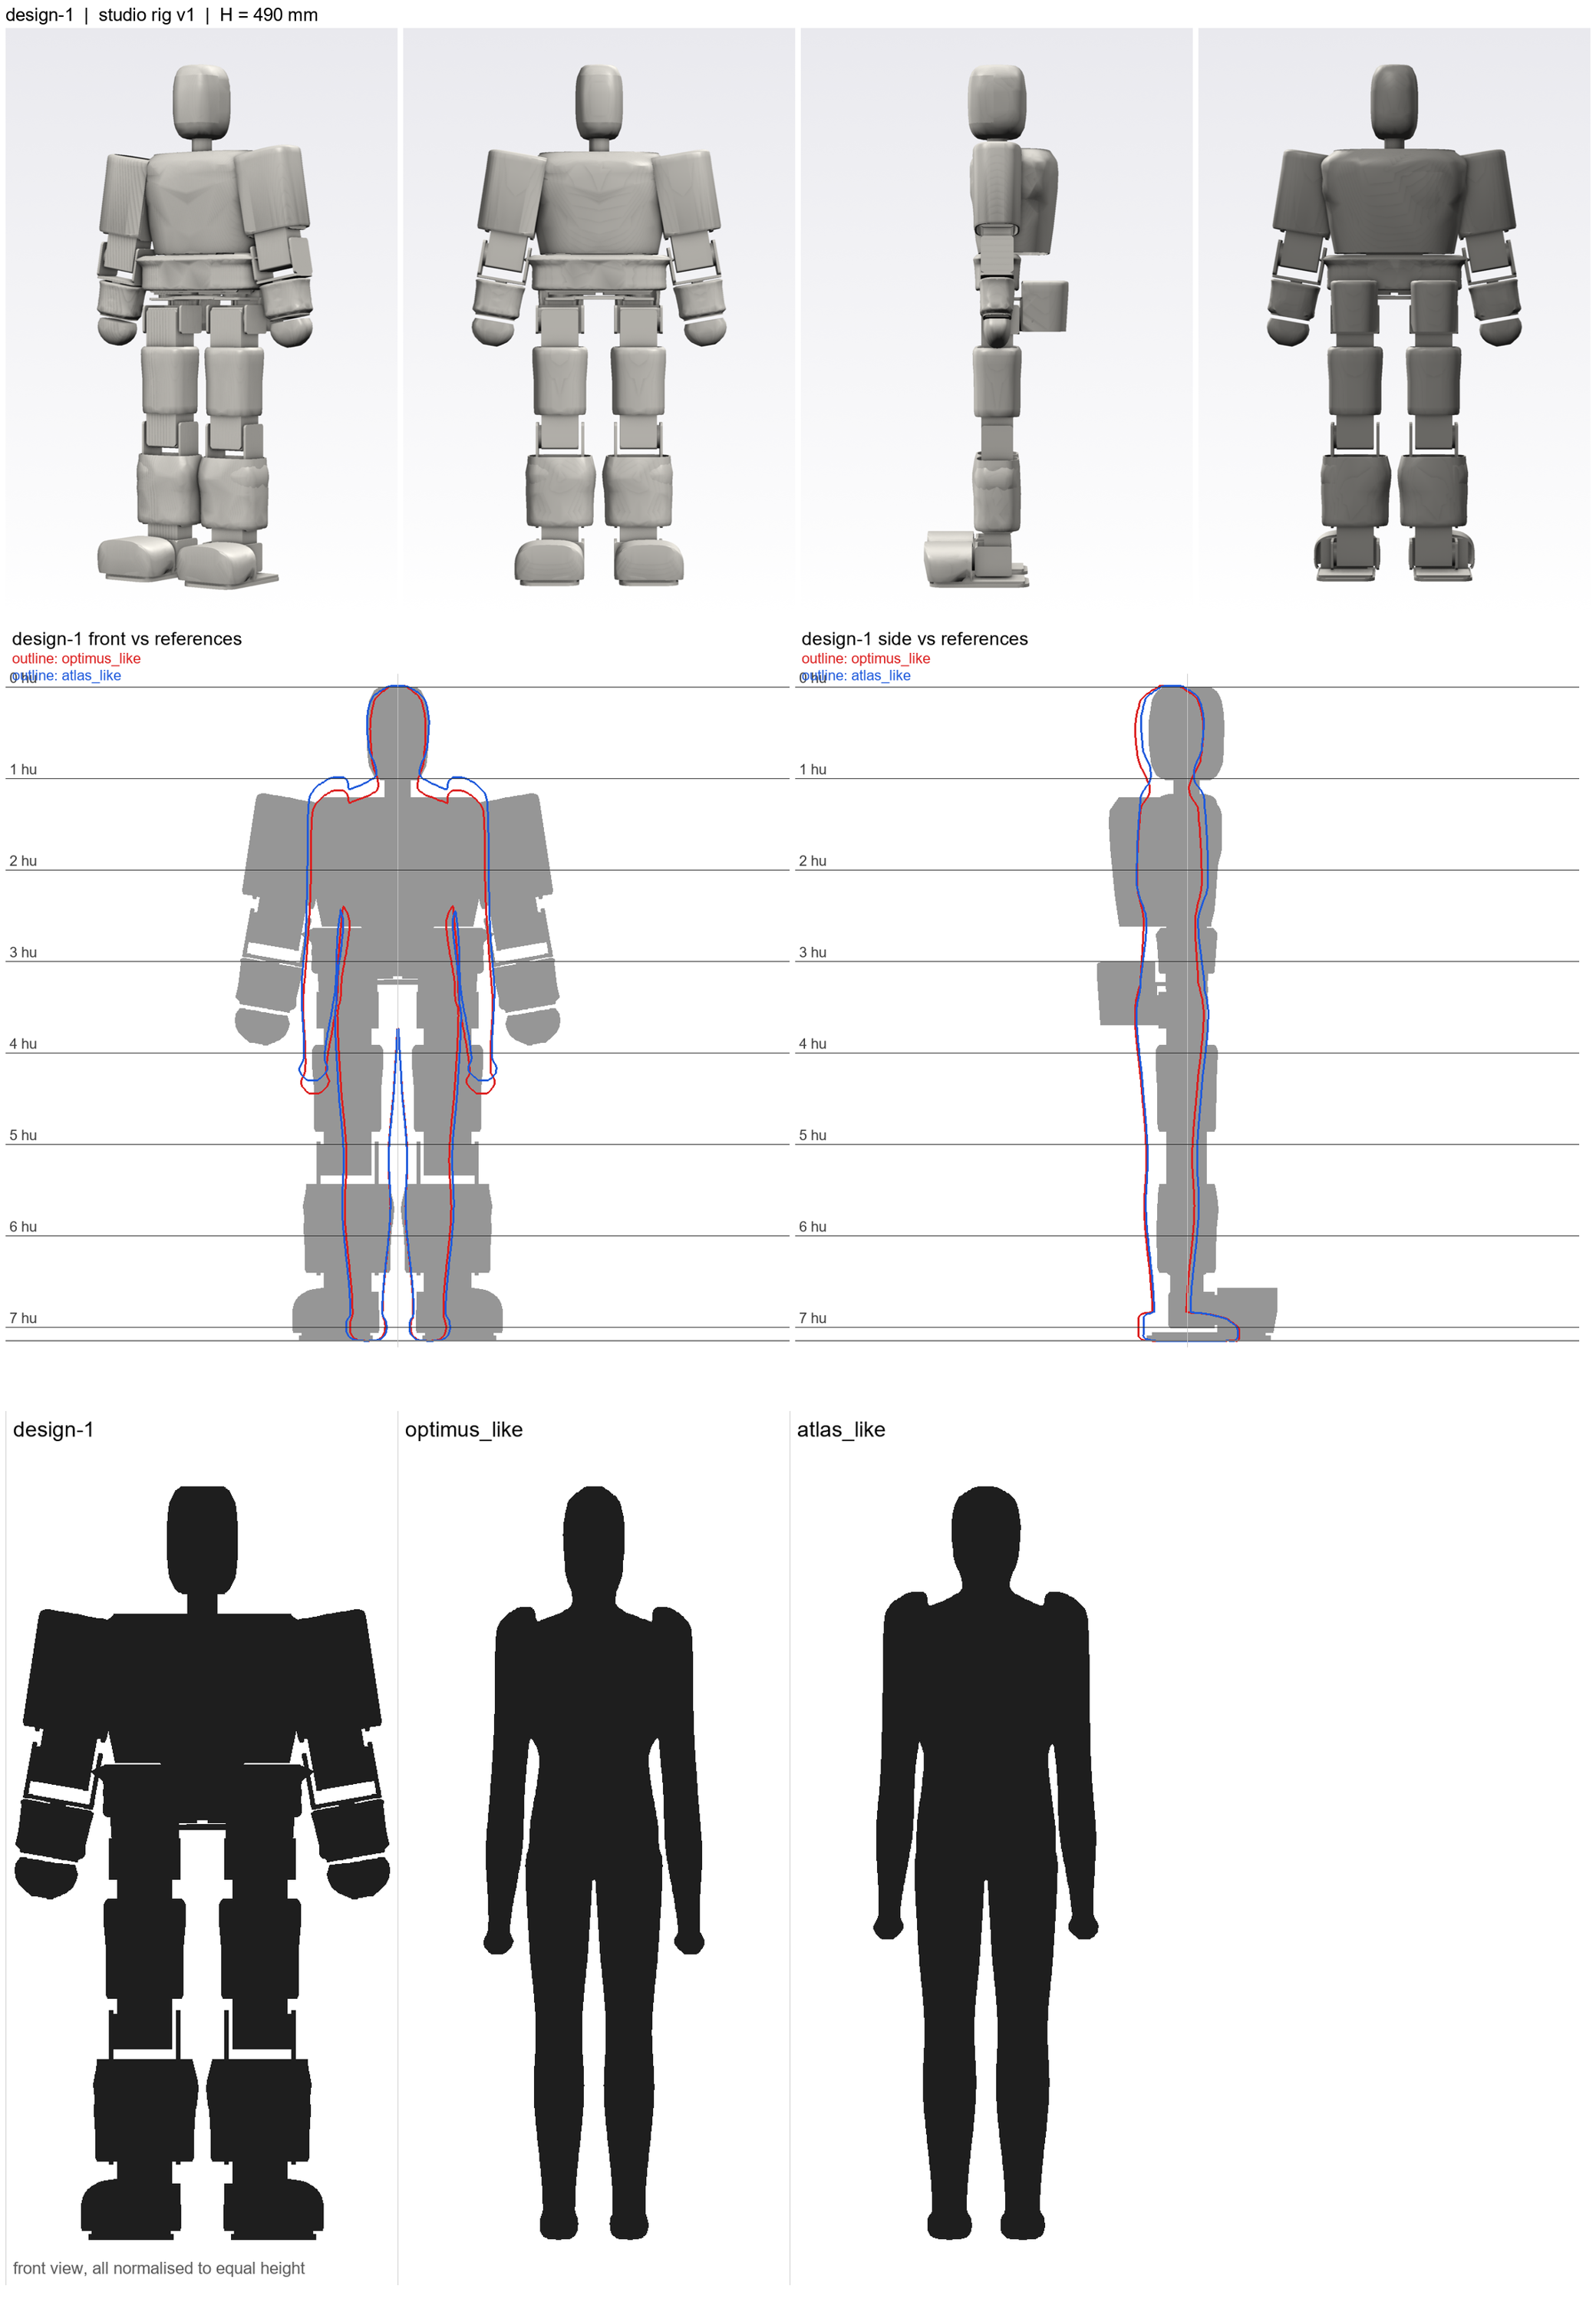 design-1 | studio rig v1 | H = 490 mm
design-1 front vs references
outline: optimus_like
outline: atlas_like
0 hu
1 hu
2 hu
3 hu
4 hu
5 hu
6 hu
7 hu
design-1 side vs references
outline: optimus_like
outline: atlas_like
0 hu
1 hu
2 hu
3 hu
4 hu
5 hu
6 hu
7 hu
design-1
optimus_like
atlas_like
front view, all normalised to equal height